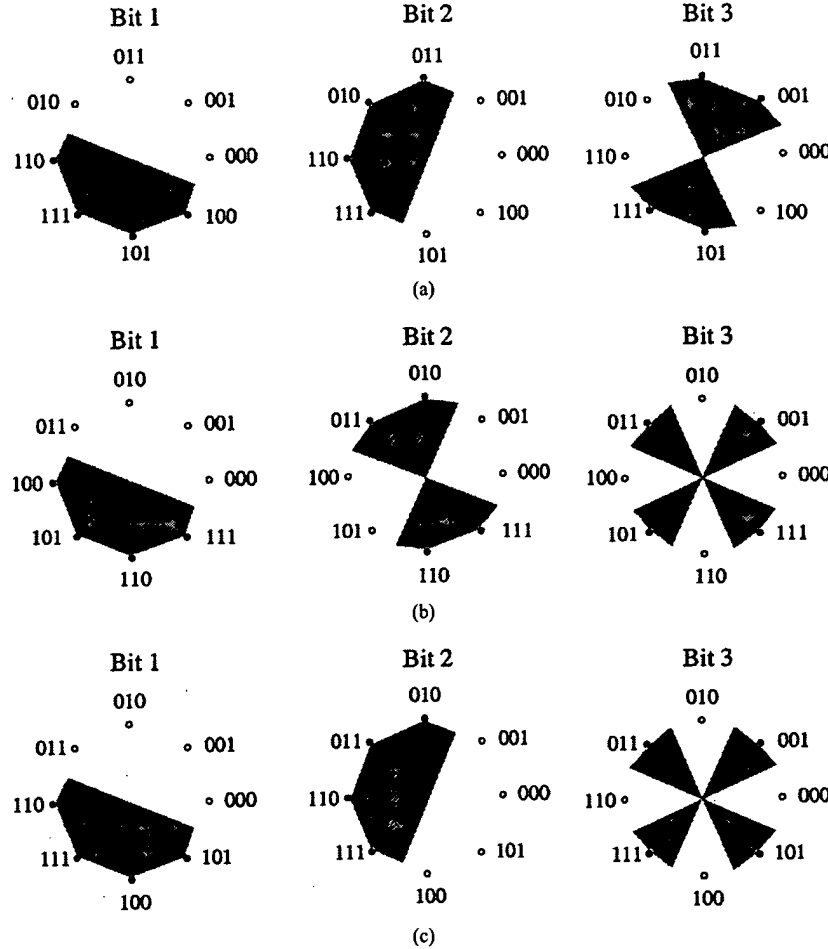 Bit 1 Bit 2 Bit 3
011 011 011
010 001 010 001 010 001
110 000 110 000 110 000
111 100 111 100 111 100
101 101 101
(a)
Bit 1 Bit 2 Bit 3
010 010 010
011 001 011 001 011 001
100 000 100 000 100 000
101 111 101 111 101 111
110 110 110
(b)
Bit 1 Bit 2 Bit 3
010 010 010
011 001 011 001 011 001
110 000 110 000 110 000
111 101 111 101 111 101
100 100 100
(c)